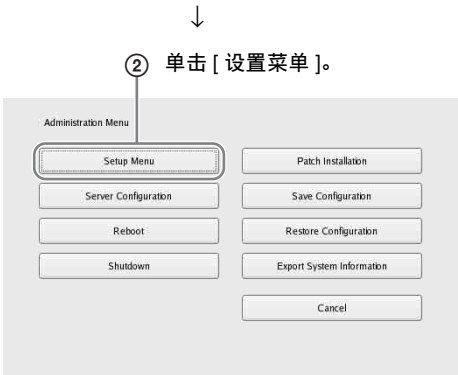 ↓
② 单击 [ 设置菜单 ]。
Administration Menu
Setup Menu
Patch Installation
Server Configuration
Save Configuration
Reboot
Restore Configuration
Shutdown
Export System Information
Cancel